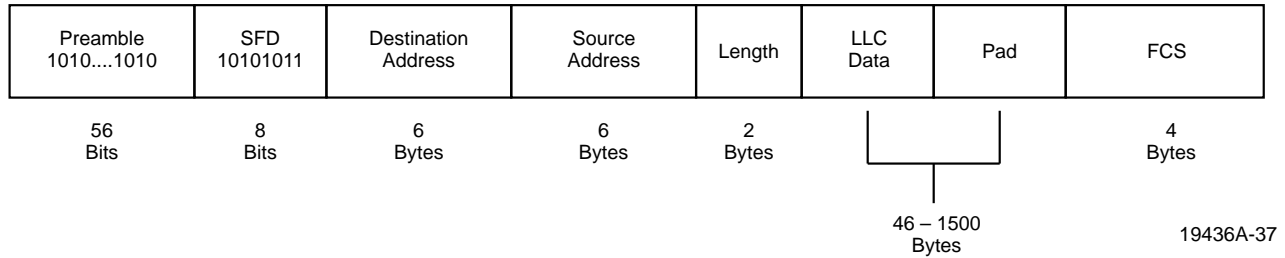 Preamble
1010....1010
SFD
10101011
Destination
Address
Source
Address
Length
LLC
Data
Pad
FCS
56
Bits
8
Bits
6
Bytes
6
Bytes
2
Bytes
4
Bytes
46 – 1500
Bytes
19436A-37